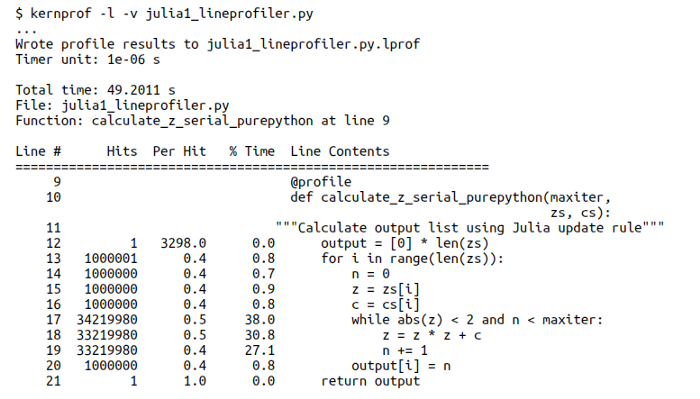 $ kernprof -l -v julia1_lineprofiler.py
...
Wrote profile results to julia1_lineprofiler.py.lprof
Timer unit: 1e-06 s

Total time: 49.2011 s
File: julia1_lineprofiler.py
Function: calculate_z_serial_purepython at line 9

Line #      Hits  Per Hit   % Time  Line Contents
============================================================
     9                              @profile
    10                              def calculate_z_serial_purepython(maxiter,
                                                                  zs, cs):
    11                            """Calculate output list using Julia update rule"""
    12         1   3298.0      0.0      output = [0] * len(zs)
    13   1000001      0.4      0.8      for i in range(len(zs)):
    14   1000000      0.4      0.7          n = 0
    15   1000000      0.4      0.9          z = zs[i]
    16   1000000      0.4      0.8          c = cs[i]
    17  34219980      0.5     38.0          while abs(z) < 2 and n < maxiter:
    18  33219980      0.5     30.8              z = z * z + c
    19  33219980      0.4     27.1              n += 1
    20   1000000      0.4      0.8          output[i] = n
    21         1      1.0      0.0      return output